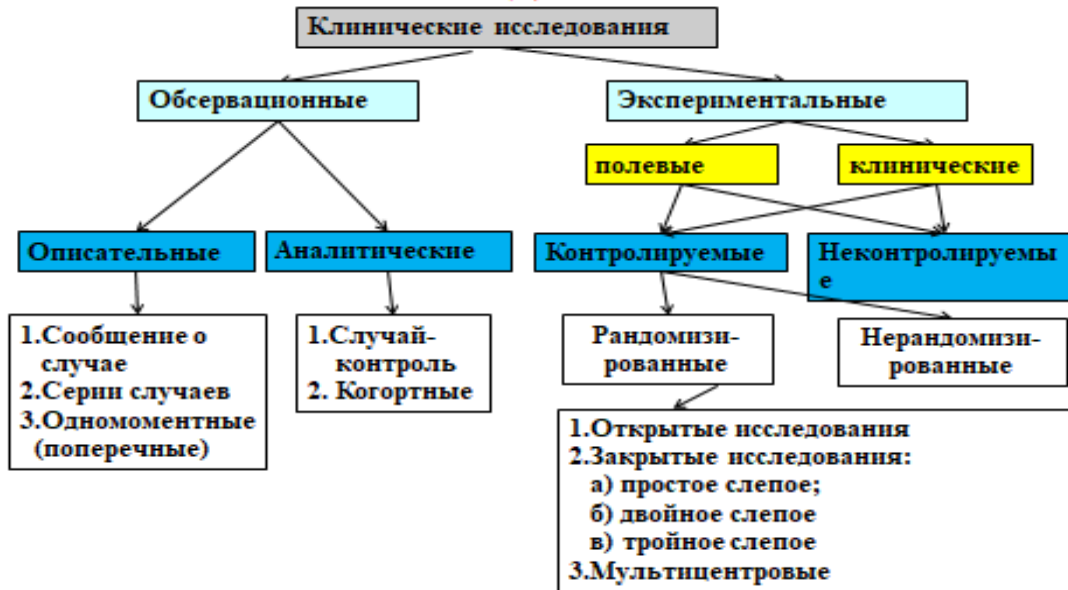 Клинические исследования
Обсервационные
Экспериментальные
полевые
клинические
Описательные
Аналитические
Контролируемые
Неконтролируемы
е
1.Сообщение о
случае
2.Серии случаев
3.Одномоментные
(поперечные)
1.Случай-
контроль
2. Когортные
Рандомизи-
рованные
Нерандомизи-
рованные
1.Открытые исследования
2.Закрытые исследования:
а) простое слепое;
б) двойное слепое
в) тройное слепое
3.Мультицентровые